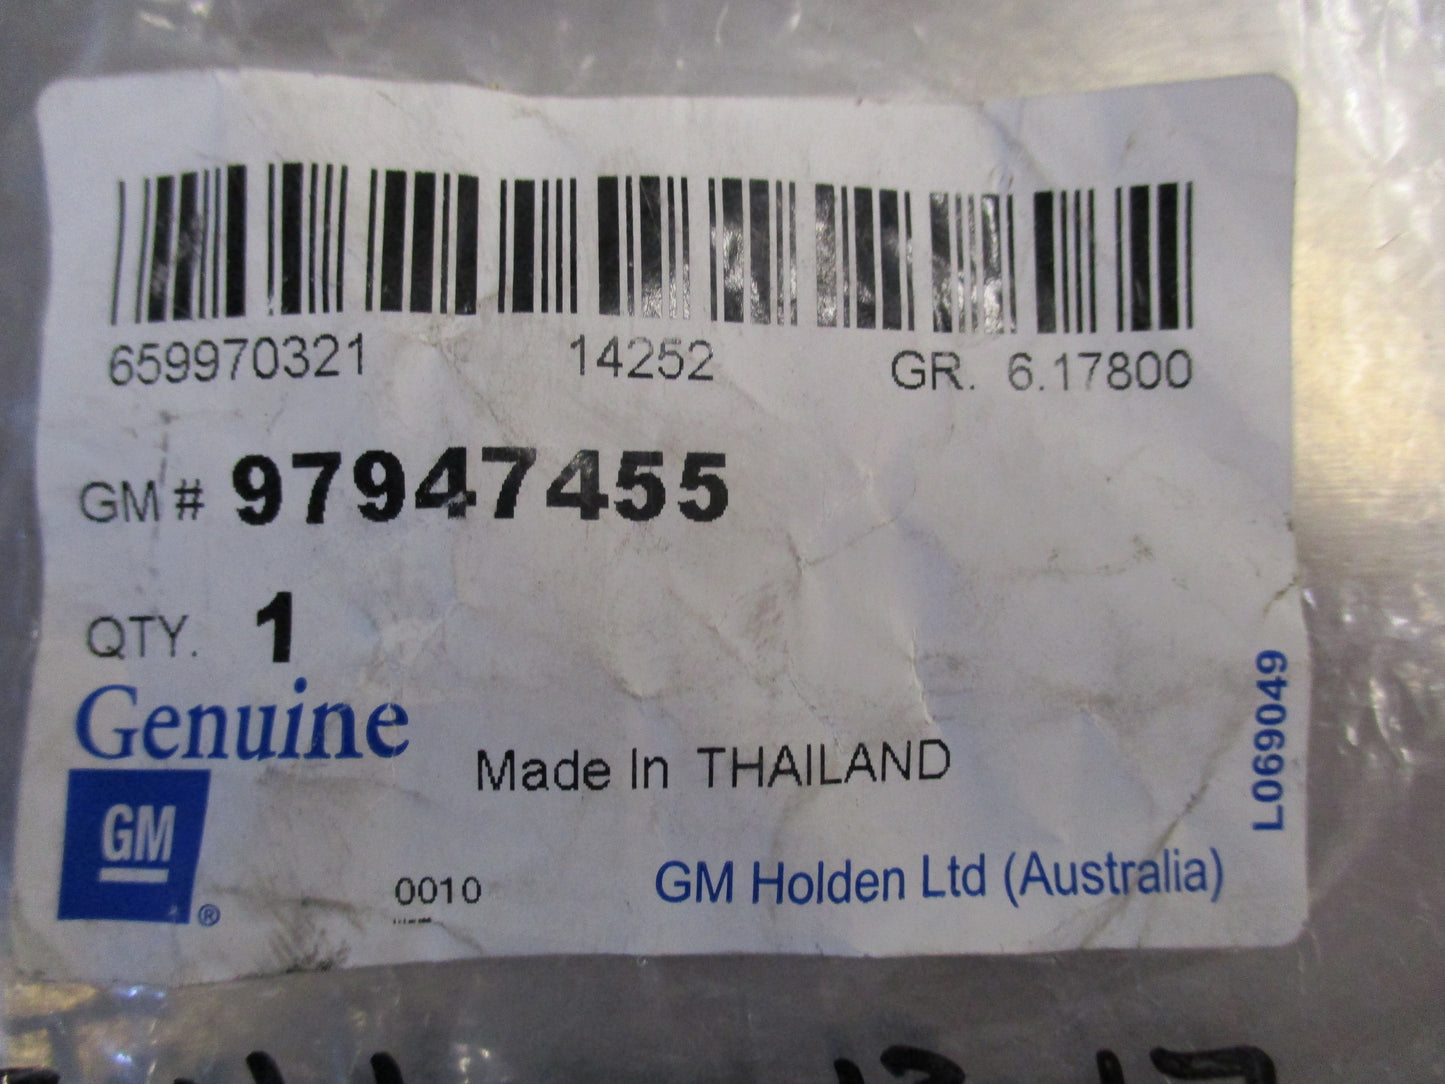 659970321 14252 GR. 6.17800
GM # 97947455
QTY. 1
Genuine
GM ®
Made In THAILAND
L069049
0010
GM Holden Ltd (Australia)